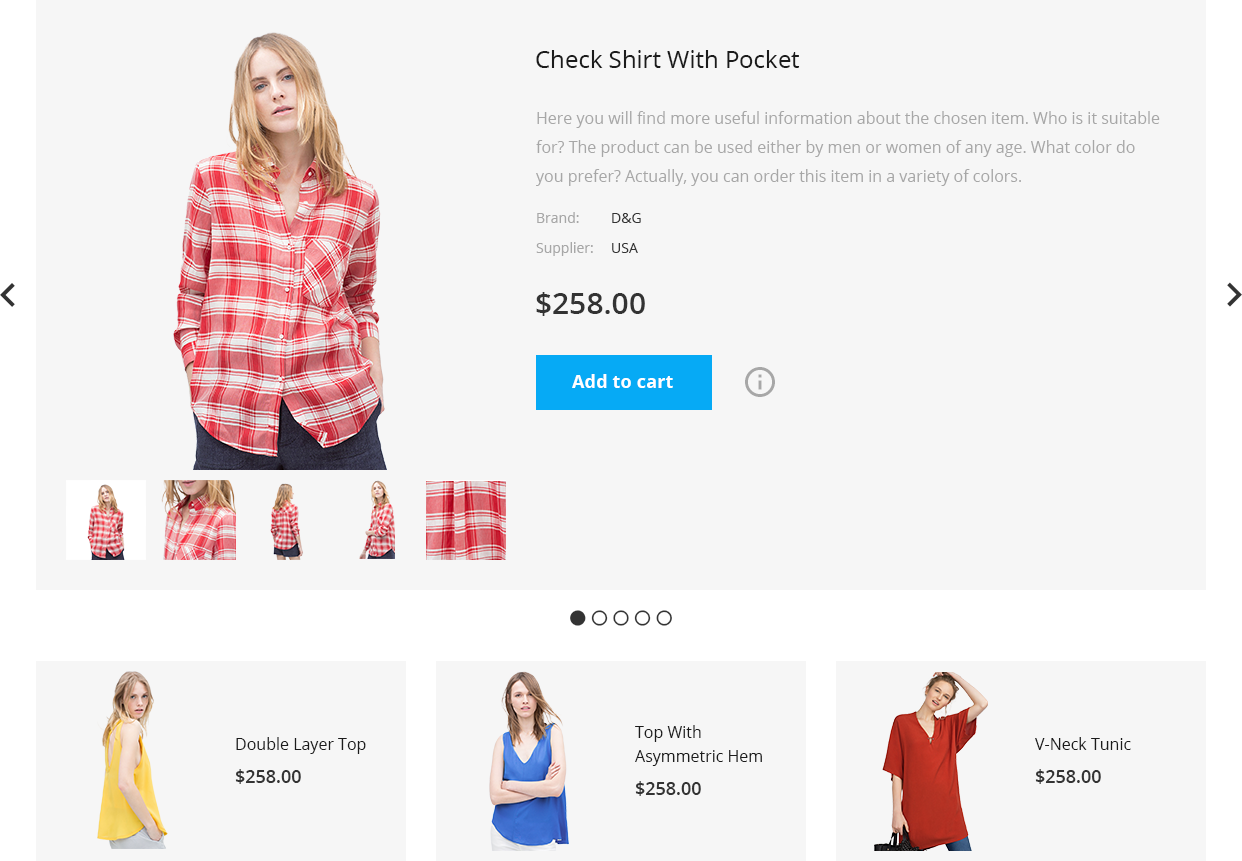 Check Shirt With Pocket
Here you will find more useful information about the chosen item. Who is it suitable
for? The product can be used either by men or women of any age. What color do
you prefer? Actually, you can order this item in a variety of colors.
Brand: D&G
Supplier: USA
$258.00
Add to cart
Double Layer Top
$258.00
Top With
Asymmetric Hem
$258.00
V-Neck Tunic
$258.00